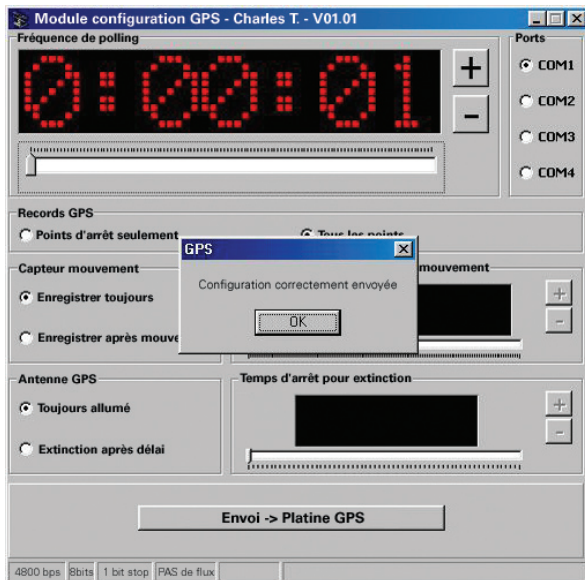 Module configuration GPS - Charles T. - V01.01
Fréquence de polling
Ports
0:00:01
+
-
COM1
COM2
COM3
COM4
Records GPS
Points d'arrêt seulement
Tous les points
GPS
Configuration correctement envoyée
OK
Capteur mouvement
mouvement
Enregistrer toujours
Enregistrer après mouve
+
-
Antenne GPS
Temps d'arrêt pour extinction
Toujours allumé
Extinction après délai
+
-
Envoi -> Platine GPS
4800 bps 8bits 1 bit stop PAS de flux